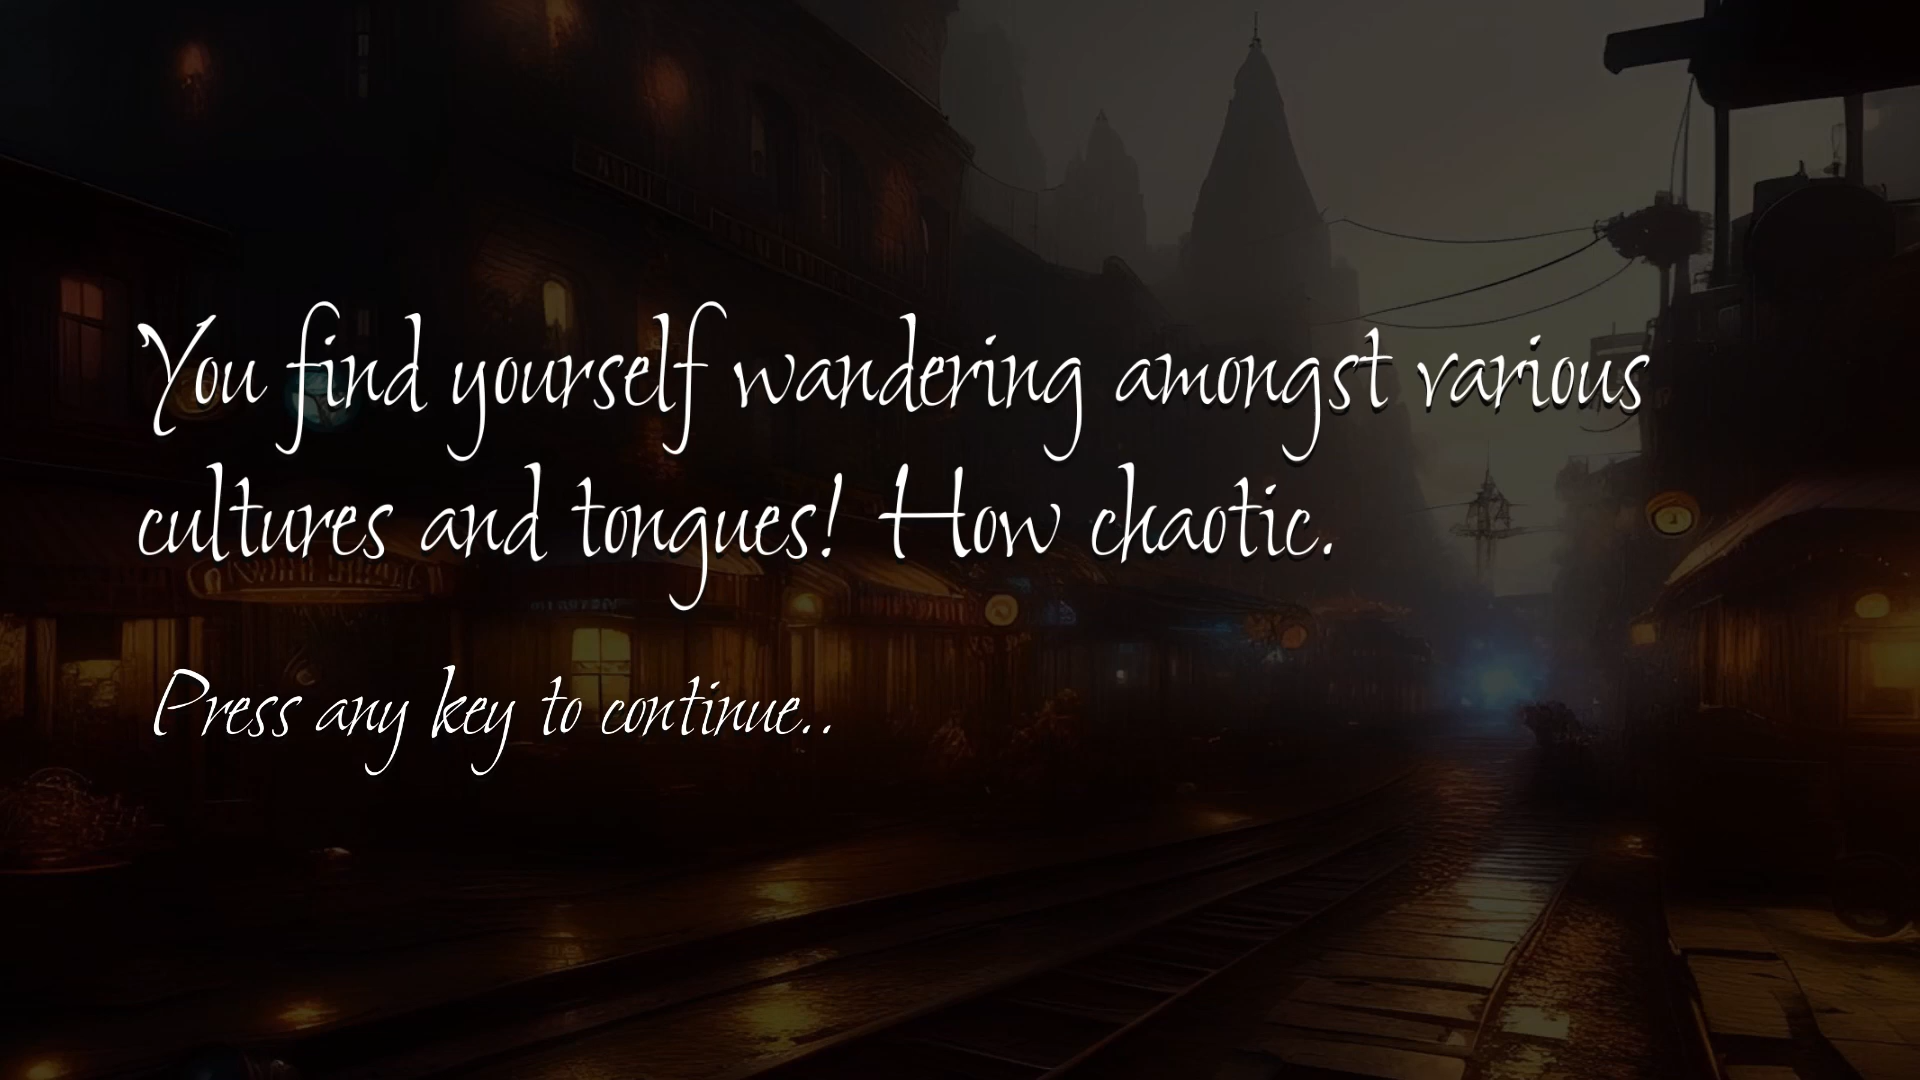 You find yourself wandering amongst various
cultures and tongues! How chaotic.
Press any key to continue..